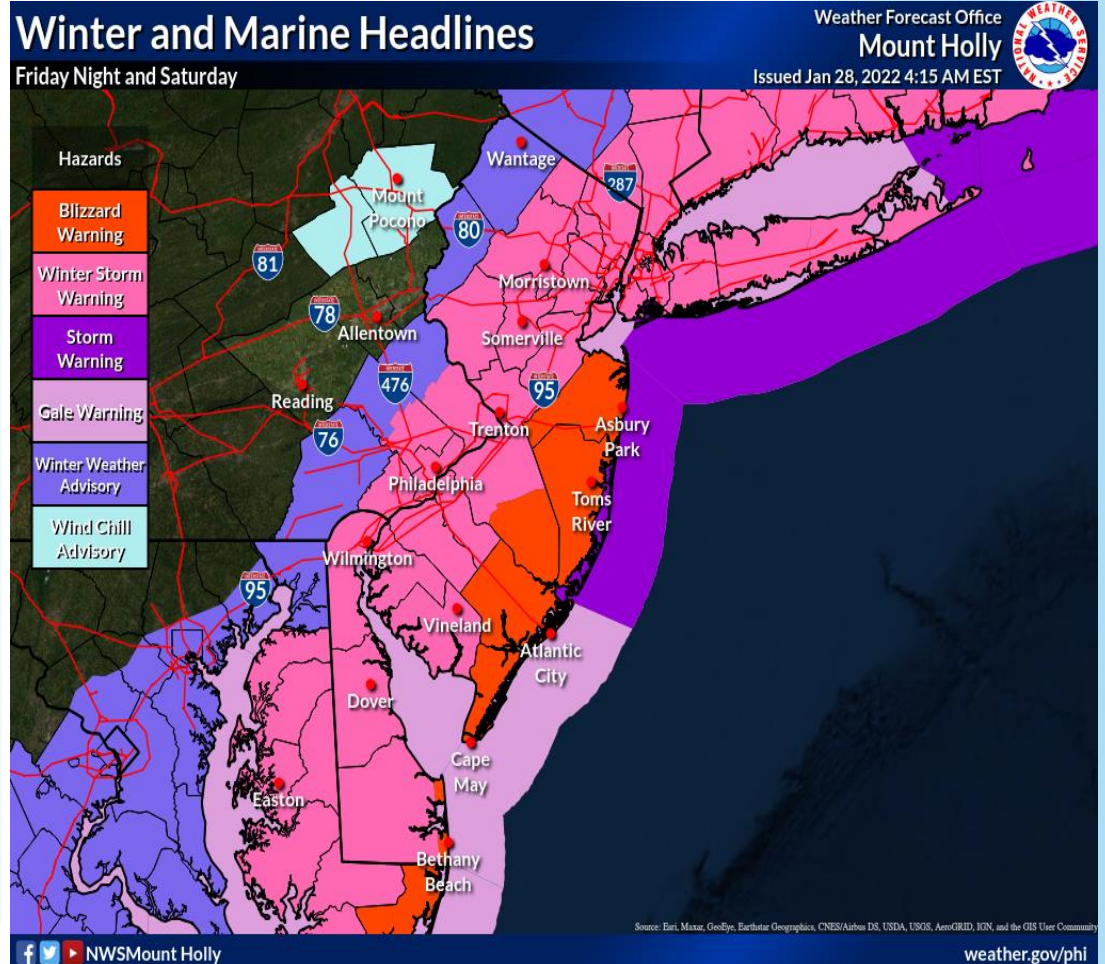 Winter and Marine Headlines
Friday Night and Saturday
Weather Forecast Office
Mount Holly
Issued Jan 28, 2022 4:15 AM EST
NATIONAL WEATHER SERVICE
Hazards
Blizzard
Warning
Winter Storm
Warning
Storm
Warning
Gale Warning
Winter Weather
Advisory
Wind Chill
Advisory
Wantage
287
Mount
Pocono
80
81
Morristown
78
Allentown
Somerville
476
95
Reading
Asbury
Park
Trenton
76
Philadelphia
Toms
River
Wilmington
95
Vineland
Atlantic
City
Dover
Cape
May
Easton
Bethany
Beach
Source: Esri, Maxar, GeoEye, Earthstar Geographics, CNES/Airbus DS, USDA, USGS, AeroGRID, IGN, and the GIS User Community
NWSMount Holly
weather.gov/phi